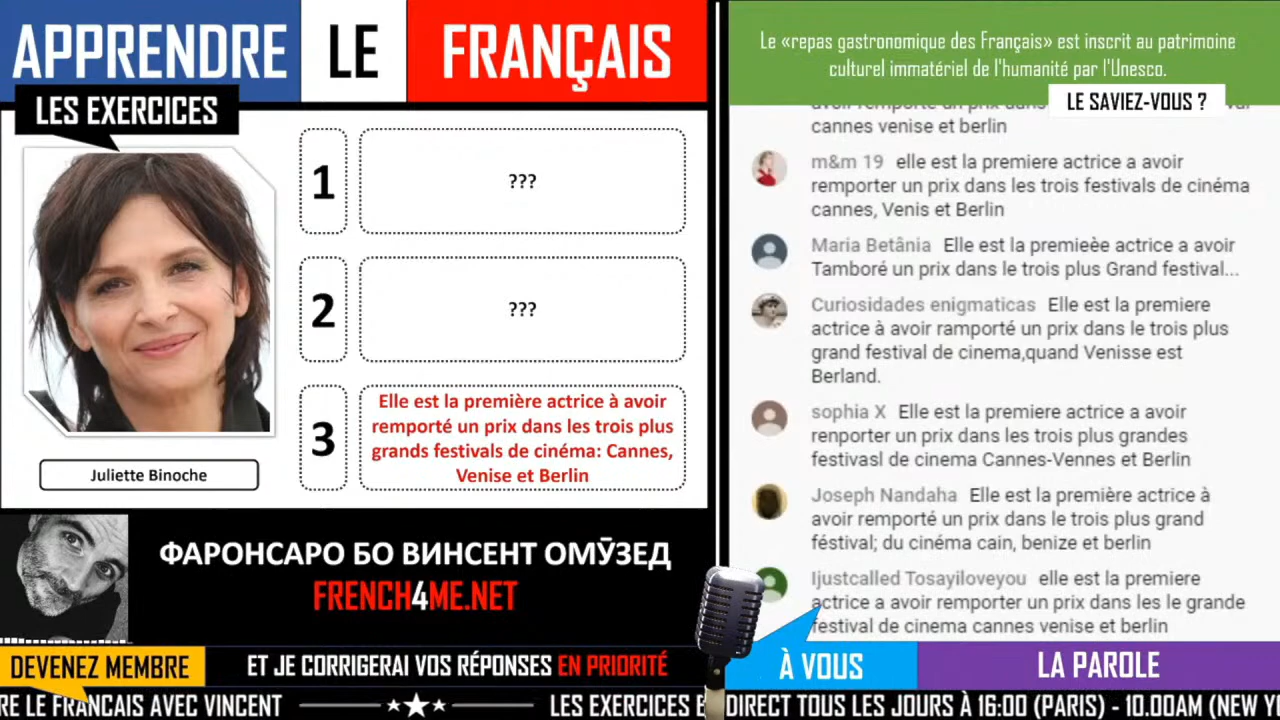 APPRENDRE LE FRANÇAIS
LES EXERCICES
1
???
2
???
3
Elle est la première actrice à avoir
remporté un prix dans les trois plus
grands festivals de cinéma: Cannes,
Venise et Berlin
Juliette Binoche
ФАРОНСАРО БО ВИНСЕНТ ОМӮЗЕД
FRENCH4ME.NET
DEVENEZ MEMBRE
ET JE CORRIGERAI VOS RÉPONSES EN PRIORITÉ
Le «repas gastronomique des Français» est inscrit au patrimoine
culturel immatériel de l'humanité par l'Unesco.
LE SAVIEZ-VOUS ?
cannes venise et berlin
m&m 19 elle est la premiere actrice a avoir
remporter un prix dans les trois festivals de cinéma
cannes, Venis et Berlin
Maria Betânia Elle est la premieèe actrice a avoir
Tamboré un prix dans le trois plus Grand festival...
Curiosidades enigmaticas Elle est la premiere
actrice à avoir ramporté un prix dans le trois plus
grand festival de cinema,quand Venisse est
Berland.
sophia X Elle est la premiere actrice a avoir
renporter un prix dans les trois plus grandes
festivasl de cinema Cannes-Vennes et Berlin
Joseph Nandaha Elle est la première actrice à
avoir remporté un prix dans le trois plus grand
féstival; du cinéma cain, benize et berlin
Ijustcalled Tosayiloveyou elle est la premiere
actrice a avoir remporter un prix dans les le grande
festival de cinema cannes venise et berlin
À VOUS LA PAROLE
RE LE FRANCAIS AVEC VINCENT LES EXERCICES E DIRECT TOUS LES JOURS À 16:00 (PARIS) - 10.00AM (NEW Y